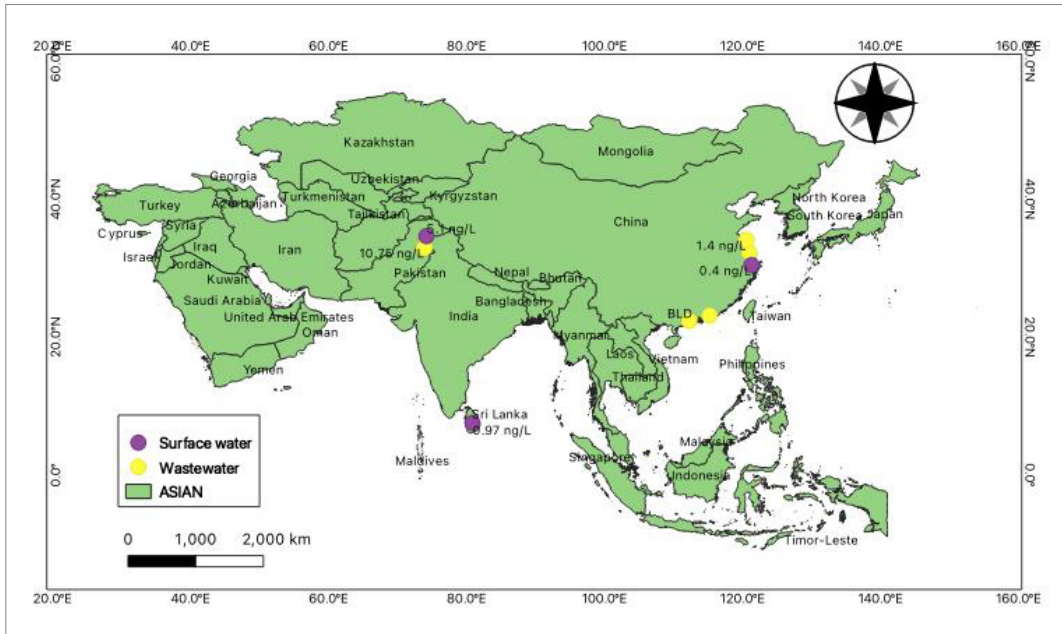 20.0°E 40.0°E 60.0°E 80.0°E 100.0°E 120.0°E 140.0°E 160.0°E
60.0°N
60.0°N
40.0°N
40.0°N
20.0°N
20.0°N
0.0°
0.0°
Kazakhstan
Mongolia
Georgia
Uzbekistan
Azerbaijan
Turkmenistan
Kyrgyzstan
Turkey
Tajikistan
North Korea
South Korea
Japan
China
Cyprus
Syria
Israel
Iraq
Iran
Jordan
5.1 ng/L
10.75 ng/L
1.4 ng/L
0.4 ng/L
Kuwait
Pakistan
Nepal
Bhutan
Saudi Arabia
Bangladesh
United Arab Emirates
India
BLD
Taiwan
Oman
Myanmar
Laos
Vietnam
Yemen
Thailand
Philippines
Sri Lanka
0.97 ng/L
Maldives
Malaysia
Singapore
Indonesia
Timor-Leste
Surface water
Wastewater
ASIAN
0 1,000 2,000 km
20.0°E 40.0°E 60.0°E 80.0°E 100.0°E 120.0°E 140.0°E 160.0°E